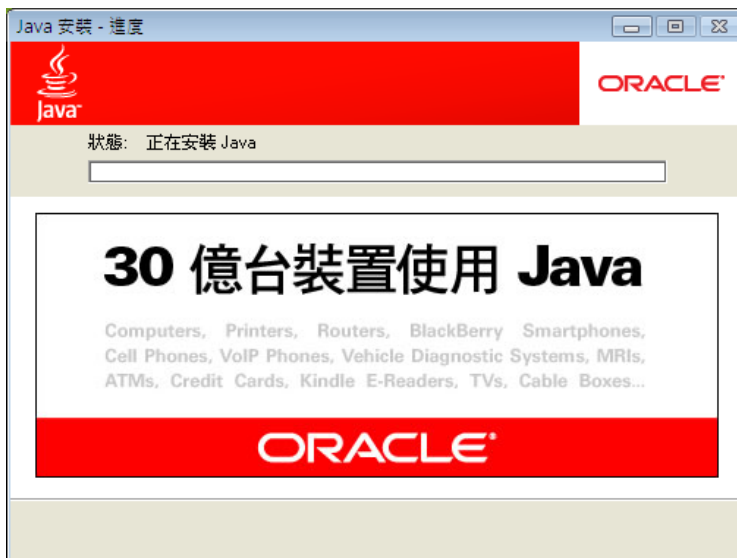 Java 安裝 - 進度
Java
ORACLE
狀態: 正在安裝 Java
30 億台裝置使用 Java
Computers, Printers, Routers, BlackBerry Smartphones,
Cell Phones, VoIP Phones, Vehicle Diagnostic Systems, MRIs,
ATMs, Credit Cards, Kindle E-Readers, TVs, Cable Boxes...
ORACLE